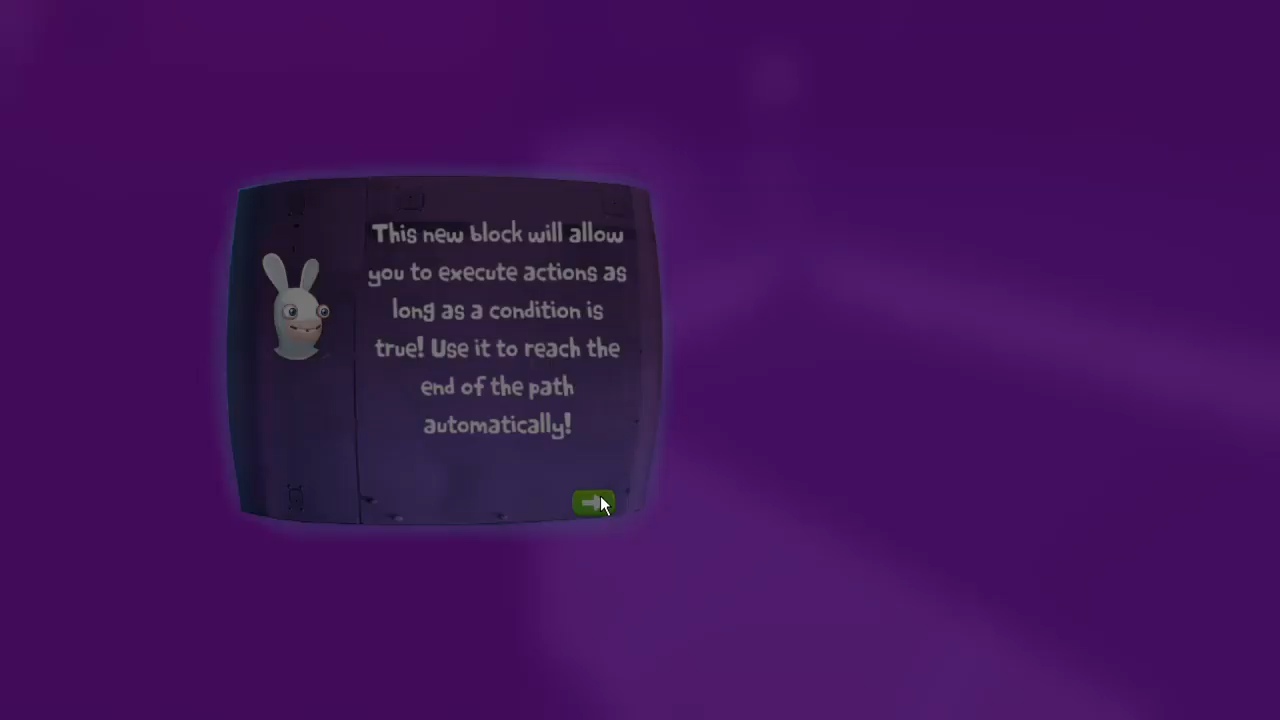 This new block will allow
you to execute actions as
long as a condition is
true! Use it to reach the
end of the path
automatically!